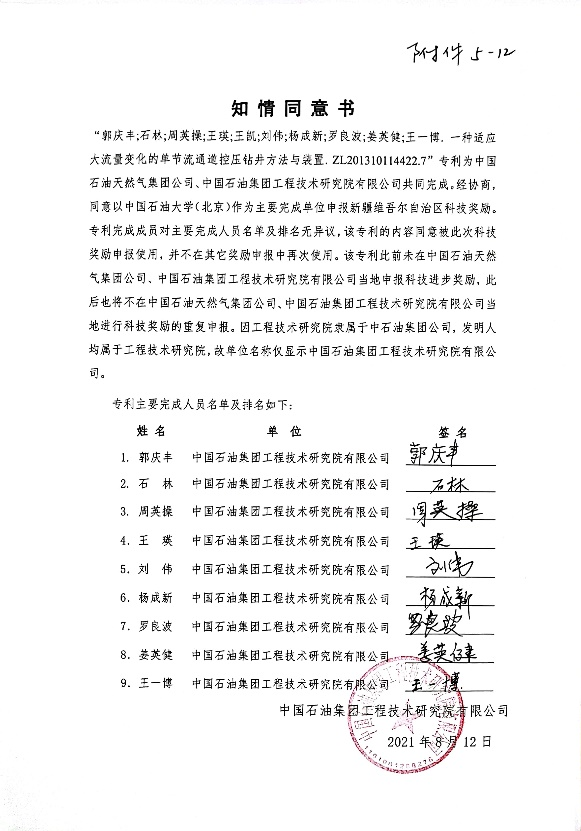 附件 5-12
知情同意书
“郭庆丰;石林;周英操;王瑛;王凯;刘伟;杨成新;罗良波;姜英健;王一博. 一种适应
大流量变化的单节流通道控压钻井方法与装置. ZL201310114422.7”专利为中国
石油天然气集团公司、中国石油集团工程技术研究院有限公司共同完成。经协商，
同意以中国石油大学(北京)作为主要完成单位申报新疆维吾尔自治区科技奖励。
专利完成成员对主要完成人员名单及排名无异议，该专利的内容同意被此次科技
奖励申报使用，并不在其它奖励申报中再次使用。该专利此前未在中国石油天然
气集团公司、中国石油集团工程技术研究院有限公司当地申报科技进步奖励，此
后也将不在中国石油天然气集团公司、中国石油集团工程技术研究院有限公司当
地进行科技奖励的重复申报。因工程技术研究院隶属于中石油集团公司，发明人
均属于工程技术研究院，故单位名称仅显示中国石油集团工程技术研究院有限公
司。
专利主要完成人员名单及排名如下：
姓名 单位 签名
1. 郭庆丰 中国石油集团工程技术研究院有限公司 郭庆丰
2. 石 林 中国石油集团工程技术研究院有限公司 石林
3. 周英操 中国石油集团工程技术研究院有限公司 周英操
4. 王 瑛 中国石油集团工程技术研究院有限公司 王瑛
5. 刘 伟 中国石油集团工程技术研究院有限公司 刘伟
6. 杨成新 中国石油集团工程技术研究院有限公司 杨成新
7. 罗良波 中国石油集团工程技术研究院有限公司 罗良波
8. 姜英健 中国石油集团工程技术研究院有限公司 姜英健
9. 王一博 中国石油集团工程技术研究院有限公司 王一博
中国石油集团工程技术研究院有限公司
2021 年 8 月 12 日